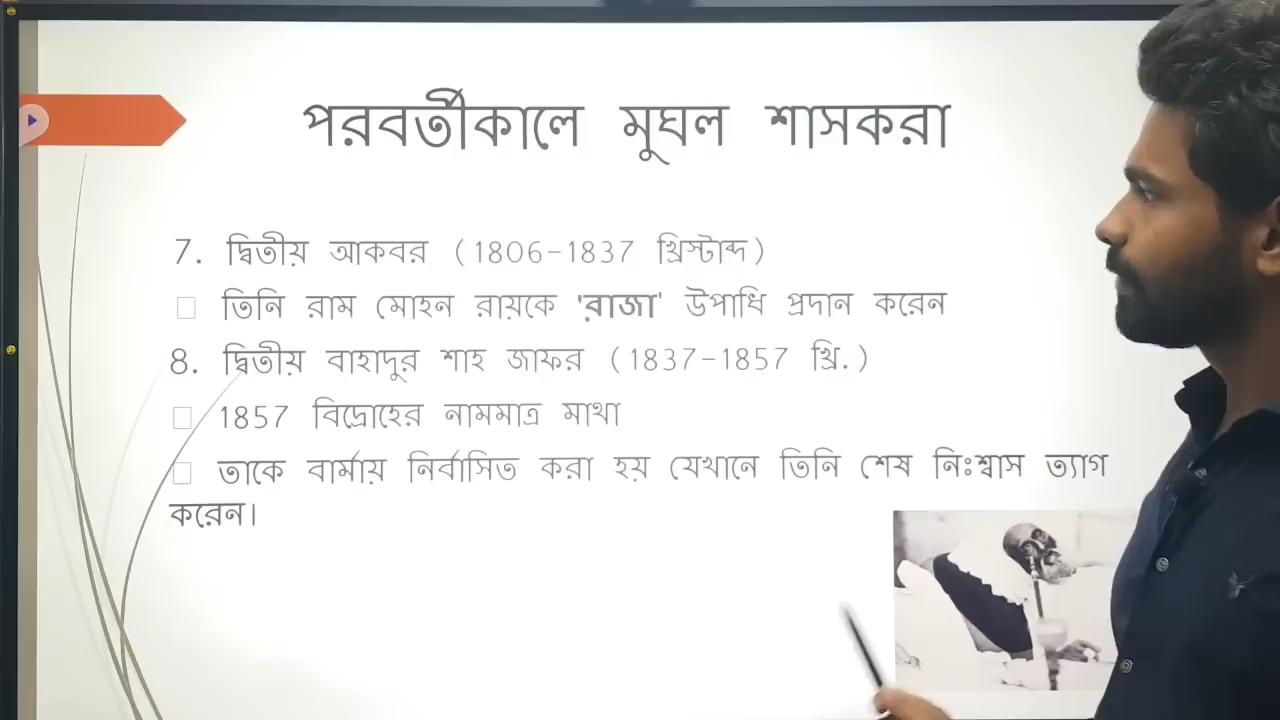 পরবর্তীকালে মুঘল শাসকরা
7. দ্বিতীয় আকবর (1806-1837 খ্রিস্টাব্দ)
তিনি রাম মোহন রায়কে 'রাজা' উপাধি প্রদান করেন
8. দ্বিতীয় বাহাদুর শাহ জাফর (1837-1857 খ্রি.)
1857 বিদ্রোহের নামমাত্র মাথা
তাকে বার্মায় নির্বাসিত করা হয় যেখানে তিনি শেষ নিঃশ্বাস ত্যাগ
করেন।